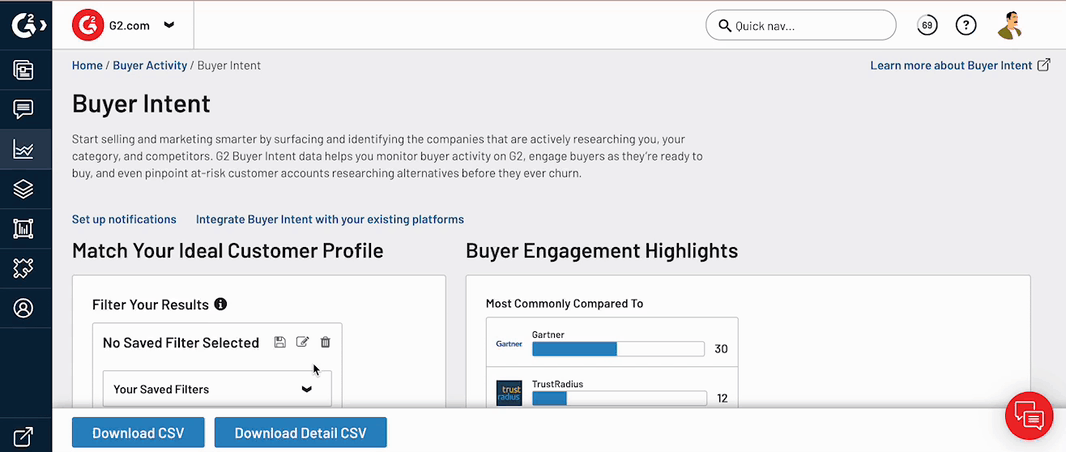 G2
G2 G2.com
Quick nav...
69
?
Home / Buyer Activity / Buyer Intent
Learn more about Buyer Intent
Buyer Intent
Start selling and marketing smarter by surfacing and identifying the companies that are actively researching you, your
category, and competitors. G2 Buyer Intent data helps you monitor buyer activity on G2, engage buyers as they're ready to
buy, and even pinpoint at-risk customer accounts researching alternatives before they ever churn.
Set up notifications Integrate Buyer Intent with your existing platforms
Match Your Ideal Customer Profile
Filter Your Results
No Saved Filter Selected
Your Saved Filters
Buyer Engagement Highlights
Most Commonly Compared To
Gartner
Gartner 30
TrustRadius
trust
radius 12
Download CSV Download Detail CSV